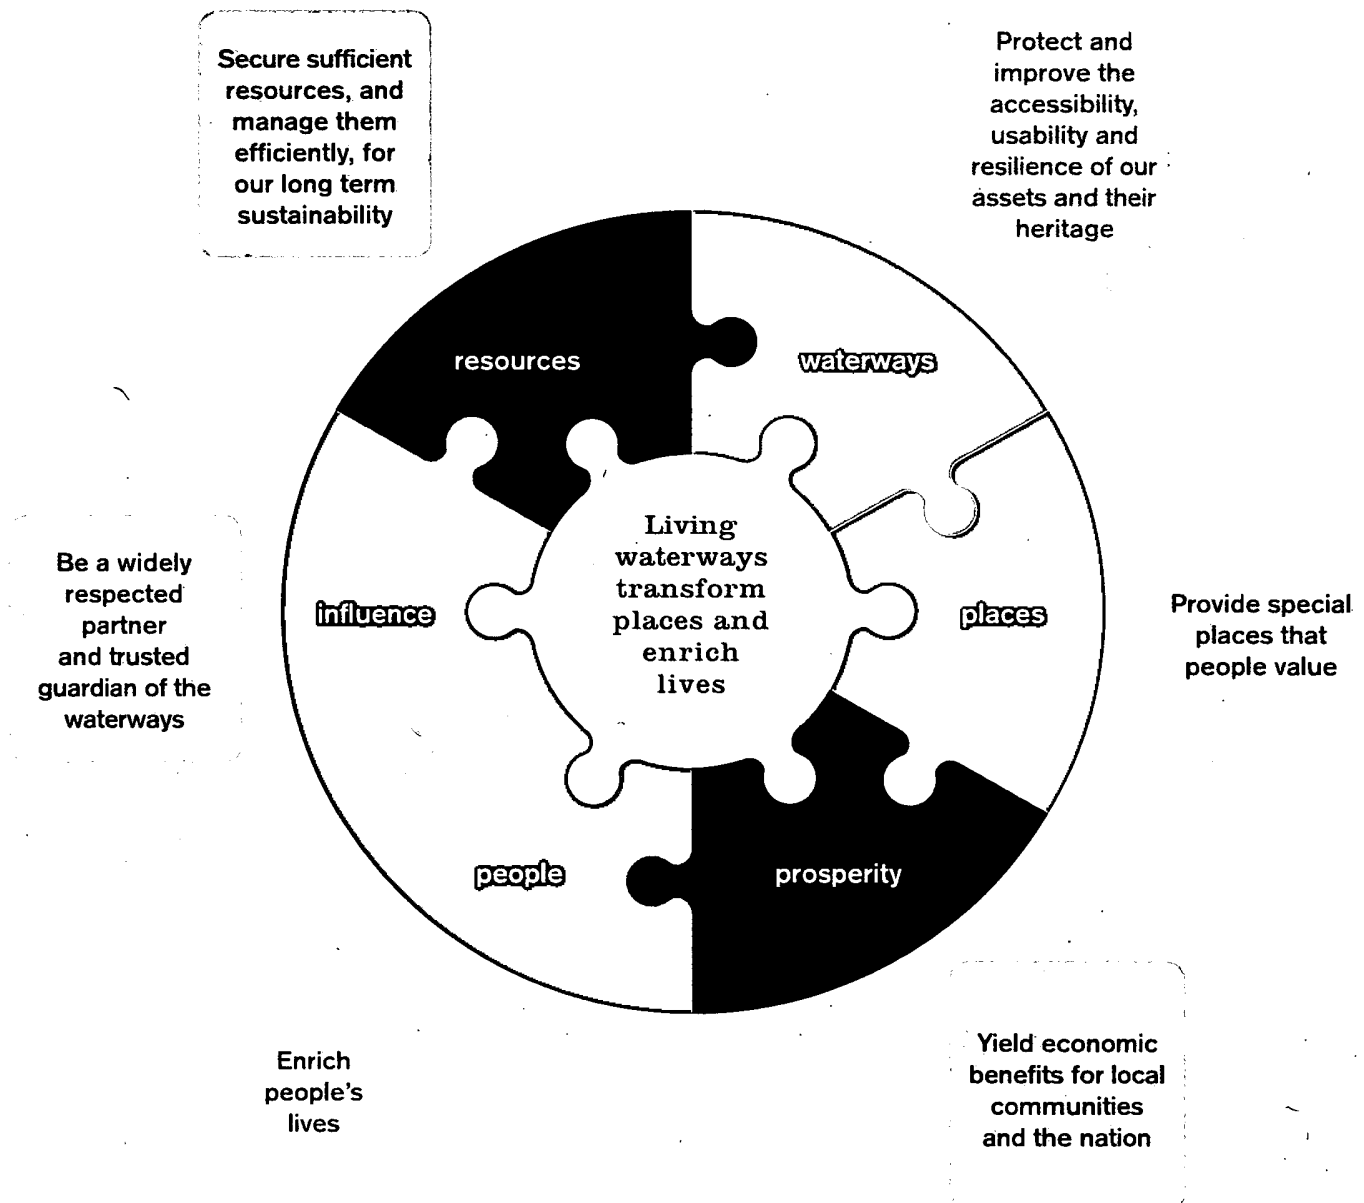 Secure sufficient
resources, and
manage them
efficiently, for
our long term
sustainability
Protect and
improve the
accessibility,
usability and
resilience of our
assets and their
heritage
resources
waterways
Living
waterways
transform
places and
enrich
lives
Be a widely
respected
partner
and trusted
guardian of the
waterways
influence
places
Provide special
places that
people value
people
prosperity
Enrich
people's
lives
Yield economic
benefits for local
communities
and the nation